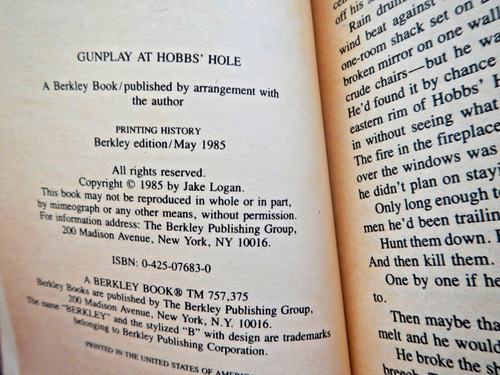 GUNPLAY AT HOBBS' HOLE
A Berkley Book/published by arrangement with
the author
PRINTING HISTORY
Berkley edition/May 1985
All rights reserved.
Copyright © 1985 by Jake Logan.
This book may not be reproduced in whole or in part,
by mimeograph or any other means, without permission.
For information address: The Berkley Publishing Group,
200 Madison Avenue, New York, NY 10016.
ISBN: 0-425-07683-0
A BERKLEY BOOK® TM 757,375
Berkley Books are published by The Berkley Publishing Group,
200 Madison Avenue, New York, N.Y. 10016.
The name "BERKLEY" and the stylized "B" with design are trademarks
belonging to Berkley Publishing Corporation.
PRINTED IN THE UNITED STATES OF
off his
Rain
wind beat against
one-room shack set on
broken mirror on one
crude chairs—but he
He'd found it by chance
eastern rim of Hobbs'
in without seeing what
The fire in the fireplace
over the windows was
he didn't plan on
Only long enough
men he'd been
Hunt them down.
And then kill them.
One by one if he
to.
Then maybe
melt and he would
He broke the